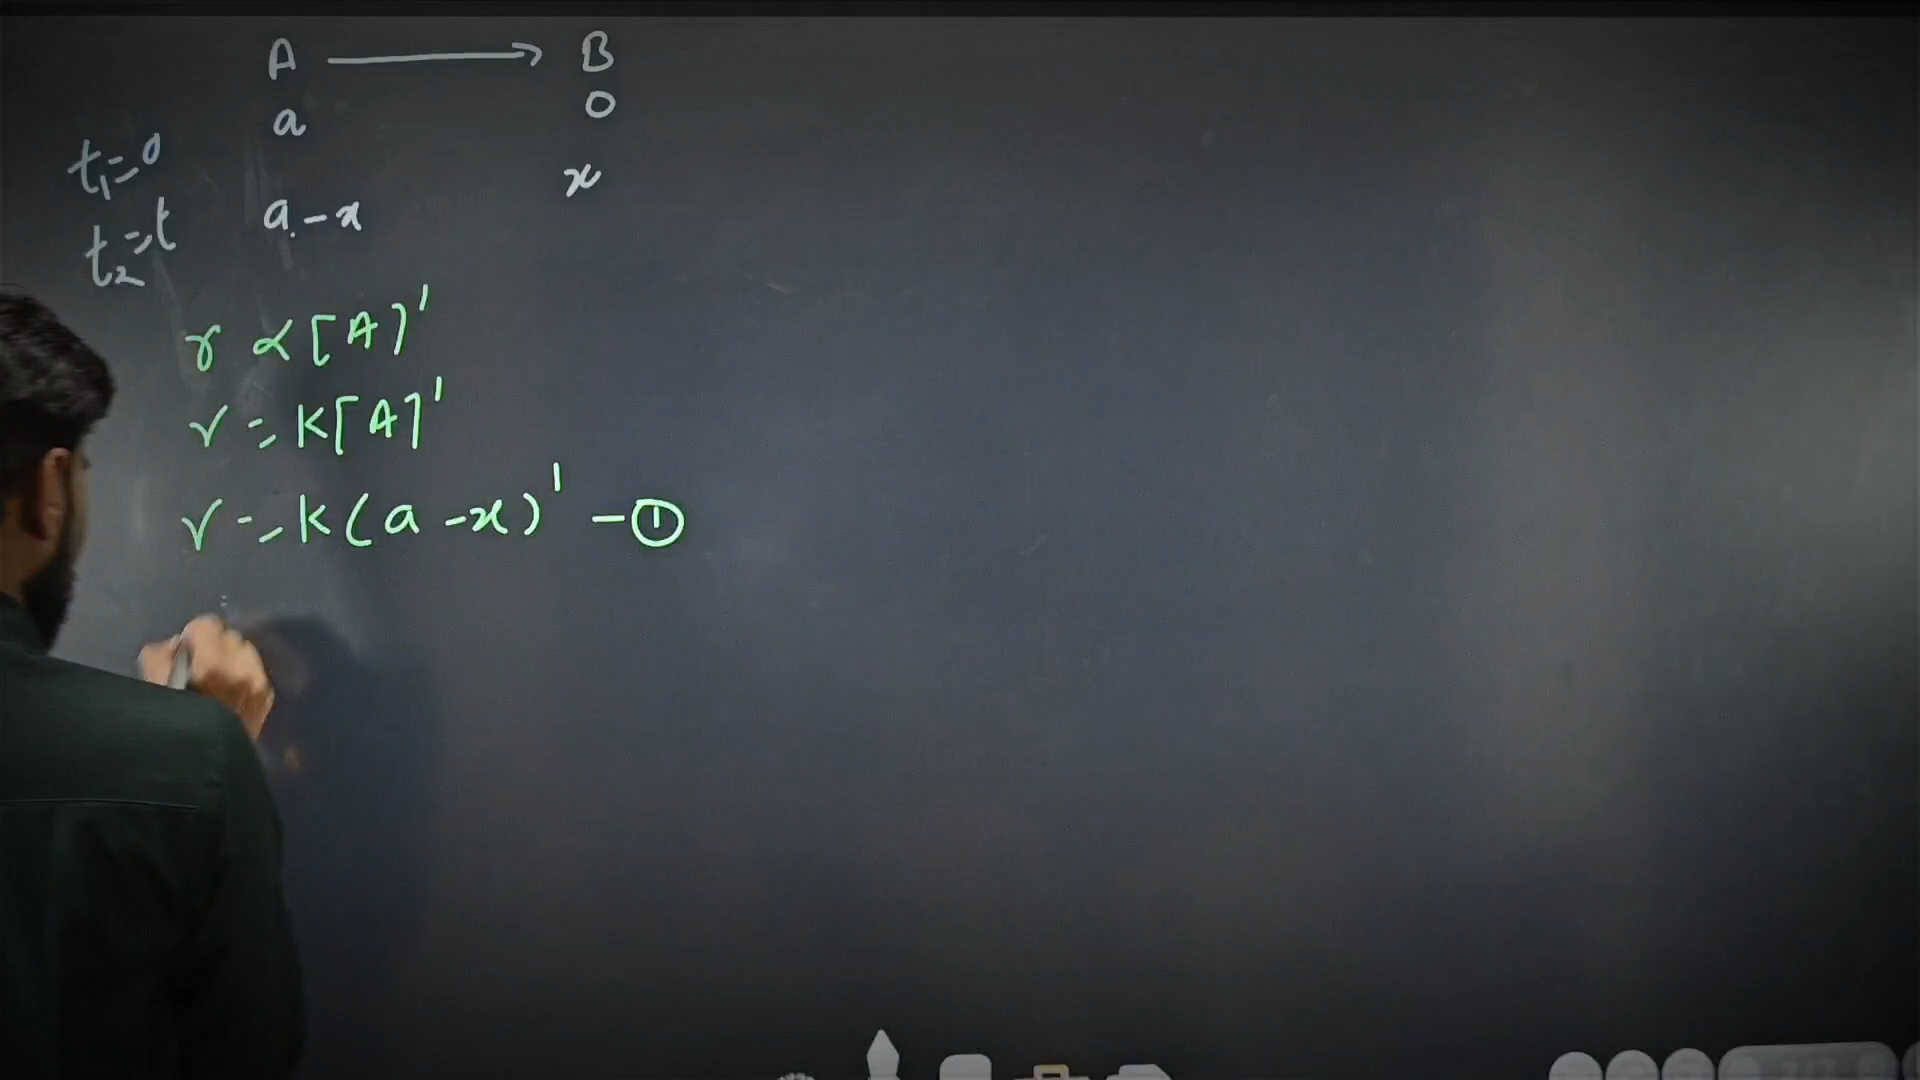 A ⟶ B
a 0
t₁=0
x
t₂=t a-x
r ∝ [A]¹
r = K[A]¹
r = K(a-x)¹ - ①